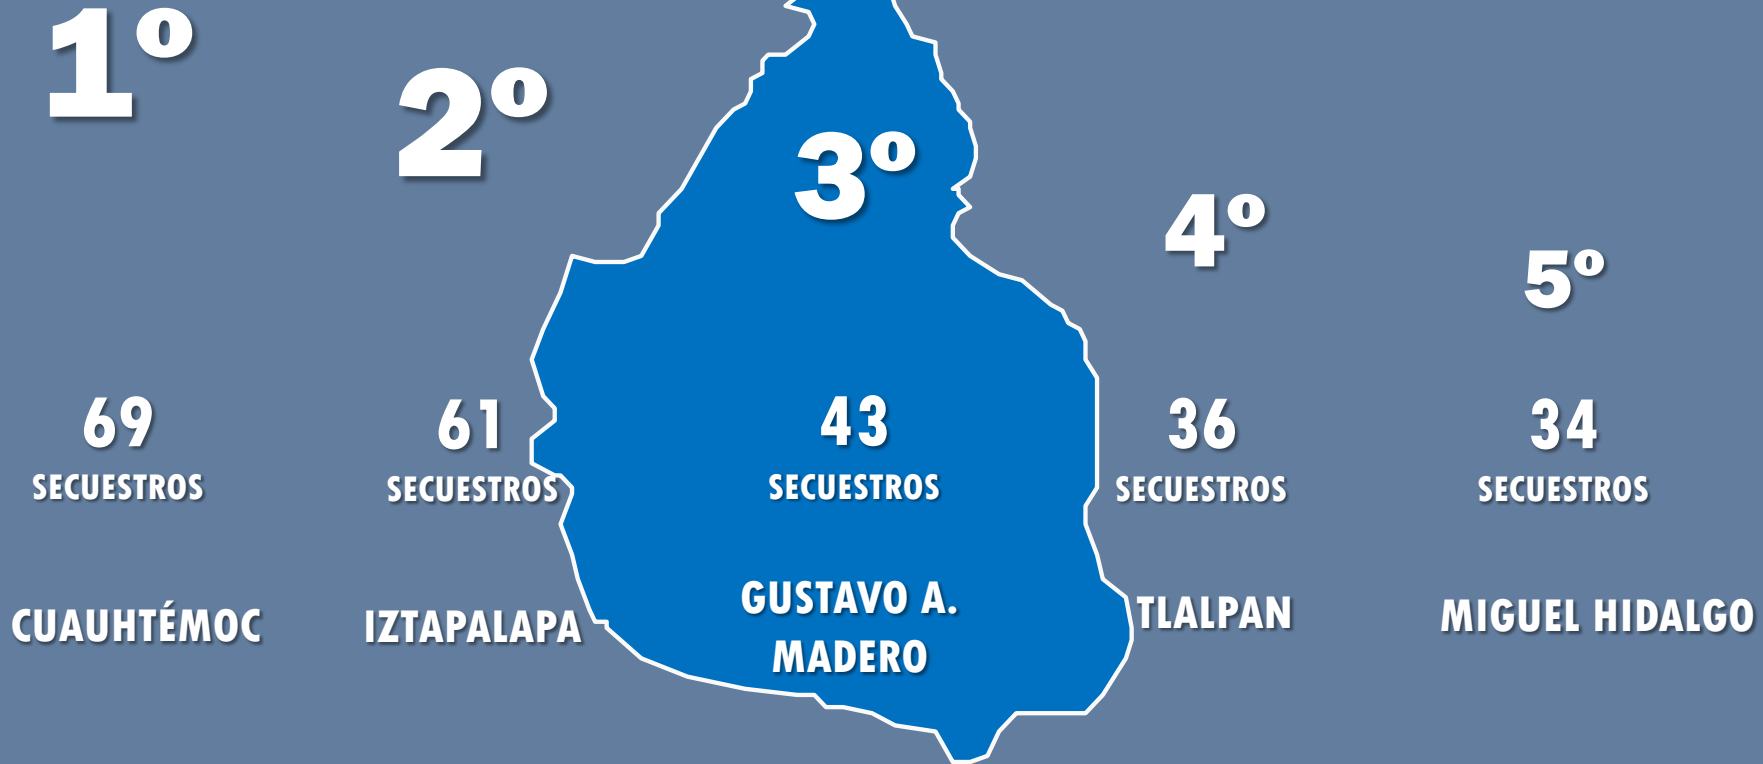 1º
69
SECUESTROS
CUAUHTÉMOC
2º
61
SECUESTROS
IZTAPALAPA
3º
43
SECUESTROS
GUSTAVO A.
MADERO
4º
36
SECUESTROS
TLALPAN
5º
34
SECUESTROS
MIGUEL HIDALGO